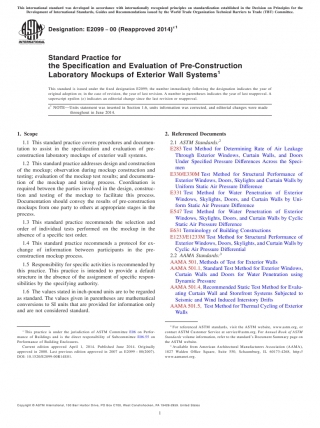 This international standard was developed in accordance with internationally recognized principles on standardization established in the Decision on Principles for the
Development of International Standards, Guides and Recommendations issued by the World Trade Organization Technical Barriers to Trade (TBT) Committee.
Designation: E2099 − 00 (Reapproved 2014)ε1
Standard Practice for
the Specification and Evaluation of Pre-Construction
Laboratory Mockups of Exterior Wall Systems1
This standard is issued under the fixed designation E2099; the number immediately following the designation indicates the year of
original adoption or, in the case of revision, the year of last revision. A number in parentheses indicates the year of last reapproval. A
superscript epsilon (ε) indicates an editorial change since the last revision or reapproval.
ε1 NOTE—Units statement was inserted in Section 1.6, units information was corrected, and editorial changes were made
throughout in June 2014.
1. Scope
1.1 This standard practice covers procedures and documen-
tation to assist in the specification and evaluation of pre-
construction laboratory mockups of exterior wall systems.
1.2 This standard practice addresses design and construction
of the mockup; observation during mockup construction and
testing; evaluation of the mockup test results; and documenta-
tion of the mockup and testing process. Coordination is
required between the parties involved in the design, construc-
tion and testing of the mockup to facilitate this process.
Documentation should convey the results of pre-construction
mockups from one party to others at appropriate stages in the
process.
1.3 This standard practice recommends the selection and
order of individual tests performed on the mockup in the
absence of a specific test order.
1.4 This standard practice recommends a protocol for ex-
change of information between participants in the pre-
construction mockup process.
1.5 Responsibility for specific activities is recommended by
this practice; This practice is intended to provide a default
structure in the absence of the assignment of specific respon-
sibilities by the specifying authority.
1.6 The values stated in inch-pound units are to be regarded
as standard. The values given in parentheses are mathematical
conversions to SI units that are provided for information only
and are not considered standard.
2. Referenced Documents
2.1 ASTM Standards:2
E283 Test Method for Determining Rate of Air Leakage
Through Exterior Windows, Curtain Walls, and Doors
Under Specified Pressure Differences Across the Speci-
men
E330/E330M Test Method for Structural Performance of
Exterior Windows, Doors, Skylights and Curtain Walls by
Uniform Static Air Pressure Difference
E331 Test Method for Water Penetration of Exterior
Windows, Skylights, Doors, and Curtain Walls by Uni-
form Static Air Pressure Difference
E547 Test Method for Water Penetration of Exterior
Windows, Skylights, Doors, and Curtain Walls by Cyclic
Static Air Pressure Difference
E631 Terminology of Building Constructions
E1233/E1233M Test Method for Structural Performance of
Exterior Windows, Doors, Skylights, and Curtain Walls by
Cyclic Air Pressure Differential
2.2 AAMA Standards:3
AAMA 501, Methods of Test for Exterior Walls
AAMA 501.1, Standard Test Method for Exterior Windows,
Curtain Walls and Doors for Water Penetration using
Dynamic Pressure
AAMA 501.4, Recommended Static Test Method for Evalu-
ating Curtain Wall and Storefront Systems Subjected to
Seismic and Wind Induced Interstory Drifts
AAMA 501.5, Test Method for Thermal Cycling of Exterior
Walls
1 This practice is under the jurisdiction of ASTM Committee E06 on Perfor-
mance of Buildings and is the direct responsibility of Subcommittee E06.55 on
Performance of Building Enclosures.
Current edition approved April 1, 2014. Published June 2014. Originally
approved in 2000. Last previous edition approved in 2007 as E2099 – 00(2007).
DOI: 10.1520/E2099-00R14E01.
2 For referenced ASTM standards, visit the ASTM website, www.astm.org, or
contact ASTM Customer Service at service@astm.org. For Annual Book of ASTM
Standards volume information, refer to the standard's Document Summary page on
the ASTM website.
3 Available from American Architectural Manufacturers Association (AAMA),
1827 Walden Office Square, Suite 550, Schaumburg, IL 60173-4268, http://
www.aamanet.org.
Copyright © ASTM International, 100 Barr Harbor Drive, PO Box C700, West Conshohocken, PA 19428-2959. United States
1